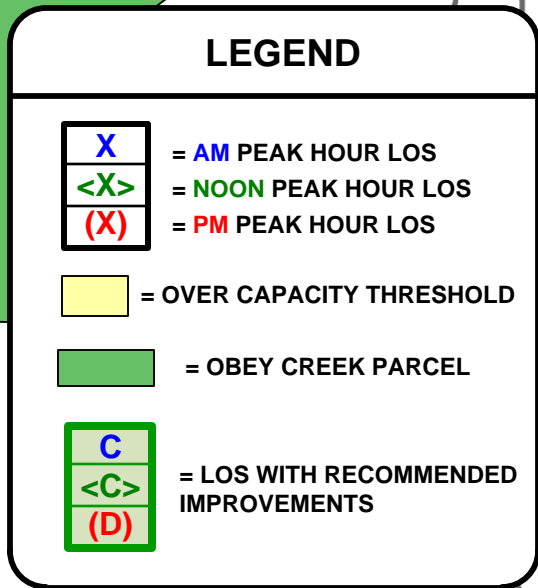 LEGEND
X = AM PEAK HOUR LOS
<X> = NOON PEAK HOUR LOS
(X) = PM PEAK HOUR LOS
= OVER CAPACITY THRESHOLD
= OBEY CREEK PARCEL
C
<C> = LOS WITH RECOMMENDED
(D) IMPROVEMENTS